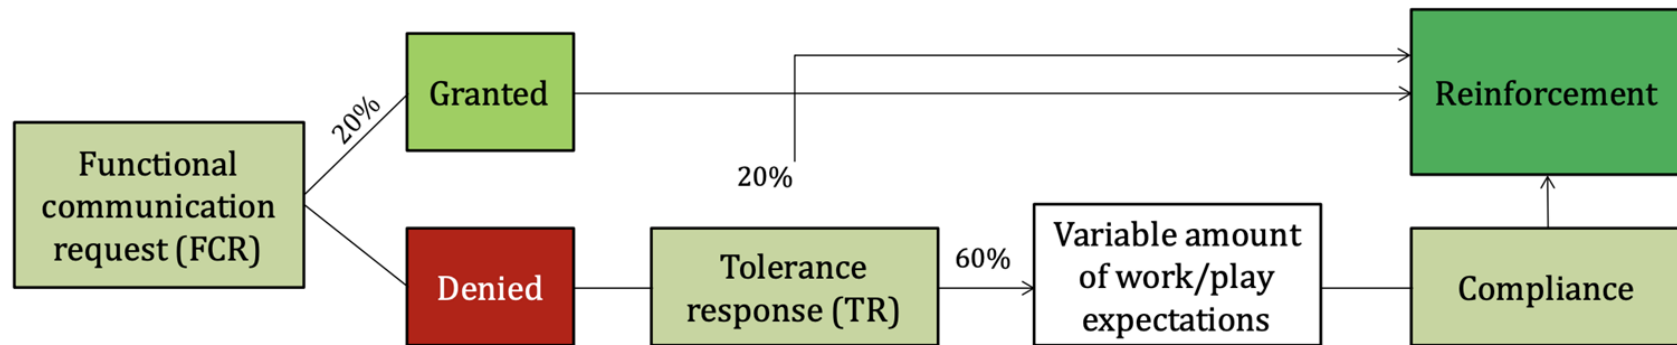 Functional
communication
request (FCR)
20%
Granted
Denied
20%
Tolerance
response (TR)
60%
Variable amount
of work/play
expectations
Reinforcement
Compliance